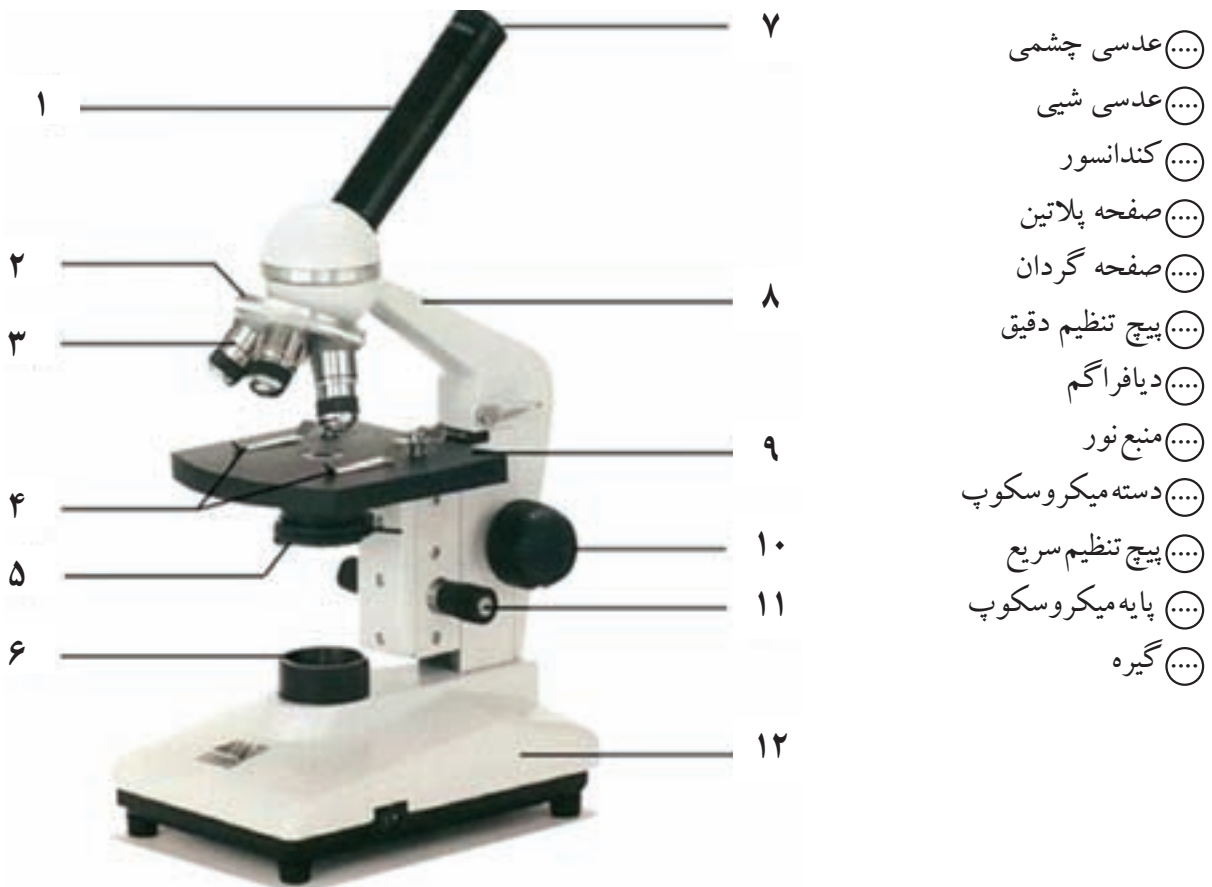 ۷
۱
۲
۸
۳
۹
۴
۱۰
۵
۱۱
۶
۱۲
.... عدسی چشمی
.... عدسی شیی
.... کندانسور
.... صفحه پلاتین
.... صفحه گردان
.... پیچ تنظیم دقیق
.... دیافراگم
.... منبع نور
.... دسته میکروسکوپ
.... پیچ تنظیم سریع
.... پایه میکروسکوپ
.... گیره